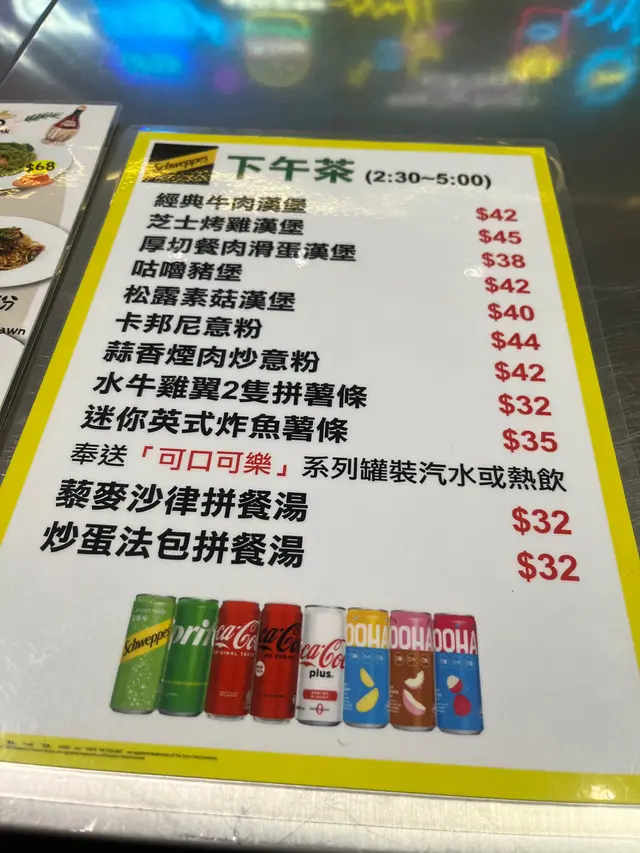 Schweppes 下午茶 (2:30~5:00)
經典牛肉漢堡 $42
芝士烤雞漢堡 $45
厚切餐肉滑蛋漢堡 $38
咕嚕豬堡 $42
松露素菇漢堡 $40
卡邦尼意粉 $44
蒜香煙肉炒意粉 $42
水牛雞翼2隻拼薯條 $32
迷你英式炸魚薯條 $35
奉送「可口可樂」系列罐裝汽水或熱飲
藜麥沙律拼餐湯 $32
炒蛋法包拼餐湯 $32
$68
份
awn
Schweppes
Coca-Cola
ORIGINAL TASTE
plus.
0
OOHA
OOHA
OOHA